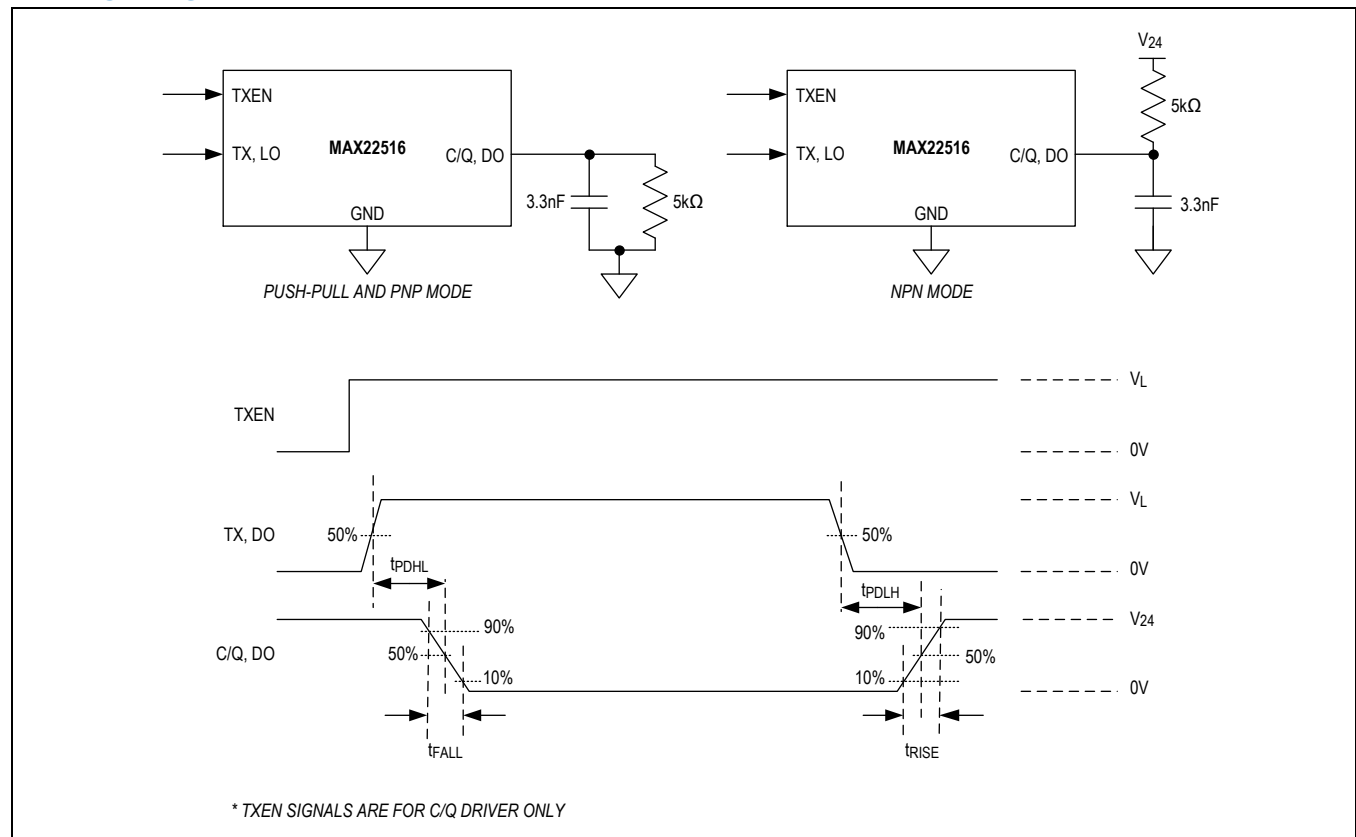 TXEN
TX, LO
MAX22516
C/Q, DO
GND
3.3nF
5kΩ
PUSH-PULL AND PNP MODE
V24
TXEN
TX, LO
MAX22516
C/Q, DO
GND
5kΩ
3.3nF
NPN MODE
TXEN
VL
0V
TX, DO
50%
50%
VL
0V
tPDHL
tPDLH
C/Q, DO
90%
50%
10%
90%
50%
10%
V24
0V
tFALL
tRISE
* TXEN SIGNALS ARE FOR C/Q DRIVER ONLY